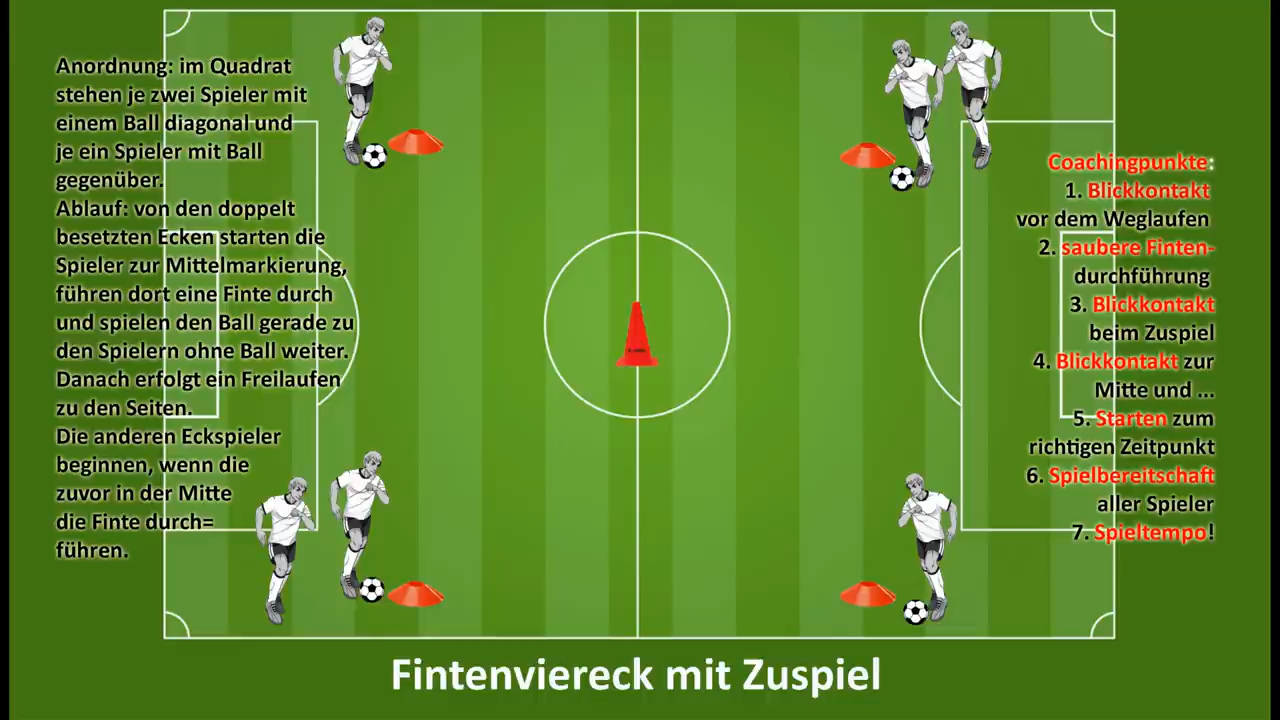 Anordnung: im Quadrat
stehen je zwei Spieler mit
einem Ball diagonal und
je ein Spieler mit Ball
gegenüber.
Ablauf: von den doppelt
besetzten Ecken starten die
Spieler zur Mittelmarkierung,
führen dort eine Finte durch
und spielen den Ball gerade zu
den Spielern ohne Ball weiter.
Danach erfolgt ein Freilaufen
zu den Seiten.
Die anderen Eckspieler
beginnen, wenn die
zuvor in der Mitte
die Finte durch=
führen.
Coachingpunkte:
1. Blickkontakt
vor dem Weglaufen
2. saubere Finten-
durchführung
3. Blickkontakt
beim Zuspiel
4. Blickkontakt zur
Mitte und ...
5. Starten zum
richtigen Zeitpunkt
6. Spielbereitschaft
aller Spieler
7. Spieltempo!
Fintenviereck mit Zuspiel